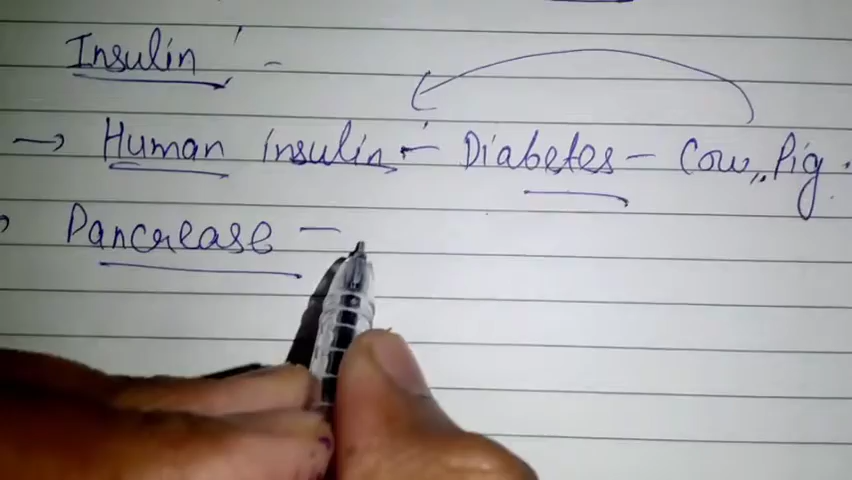 Insulin -
→ Human insulin - Diabetes - Cow, Pig.
Pancrease -